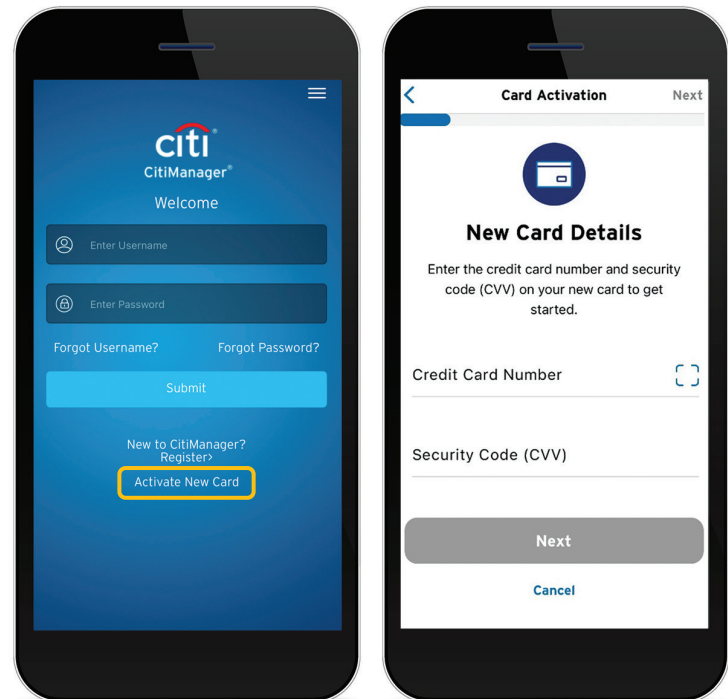 citi®
CitiManager®
Welcome
Enter Username
Enter Password
Forgot Username? Forgot Password?
Submit
New to CitiManager?
Register>
Activate New Card
Card Activation Next
New Card Details
Enter the credit card number and security
code (CVV) on your new card to get
started.
Credit Card Number
Security Code (CVV)
Next
Cancel